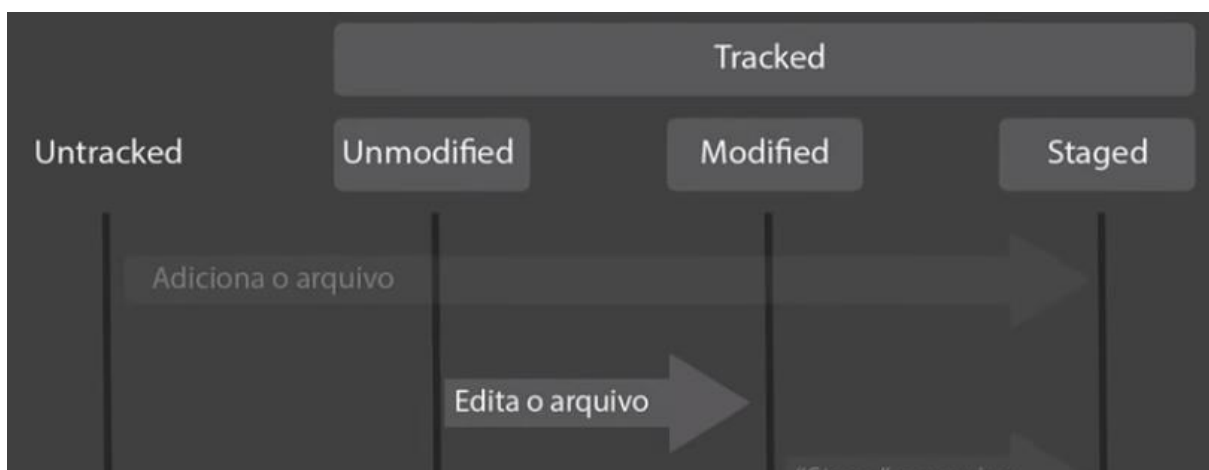 Tracked
Untracked
Unmodified
Modified
Staged
Adiciona o arquivo
Edita o arquivo